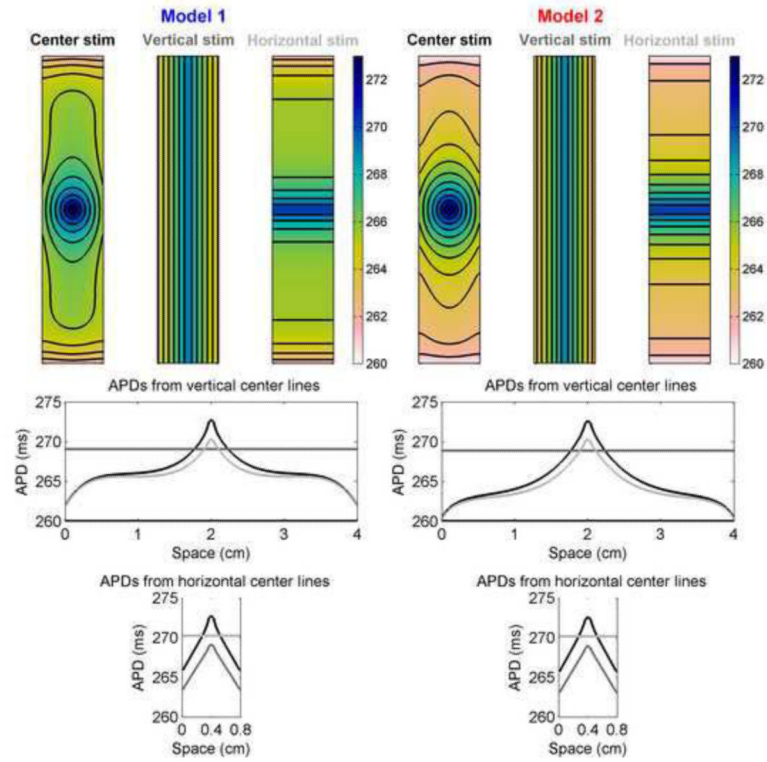 Model 1
Model 2
Center stim Vertical stim Horizontal stim
Center stim Vertical stim Horizontal stim
272
270
268
266
264
262
260
272
270
268
266
264
262
260
APDs from vertical center lines
APDs from vertical center lines
275
270
265
260
APD (ms)
0 1 2 3 4
Space (cm)
275
270
265
260
APD (ms)
0 1 2 3 4
Space (cm)
APDs from horizontal center lines
APDs from horizontal center lines
275
270
265
260
APD (ms)
0 0.4 0.8
Space (cm)
275
270
265
260
APD (ms)
0 0.4 0.8
Space (cm)